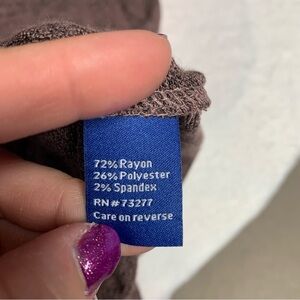 72% Rayon
26% Polyester
2% Spandex
RN# 73277
Care on reverse